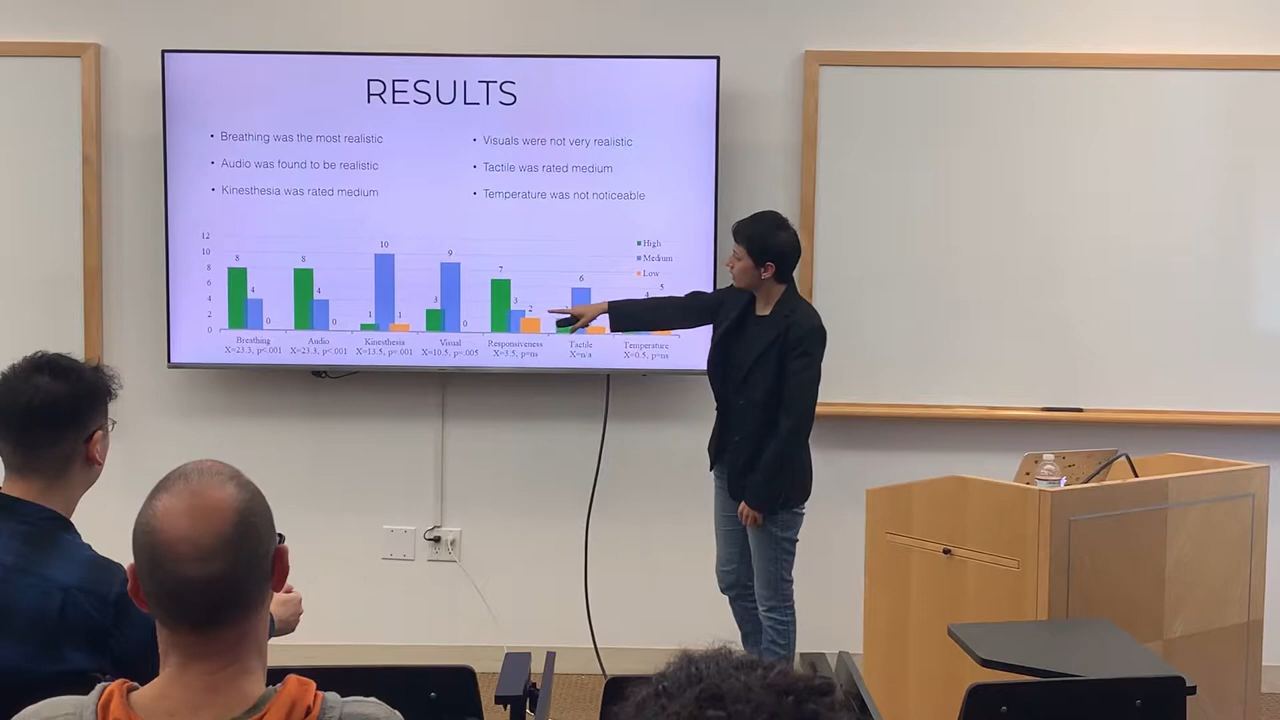 RESULTS
• Breathing was the most realistic
• Audio was found to be realistic
• Kinesthesia was rated medium
• Visuals were not very realistic
• Tactile was rated medium
• Temperature was not noticeable
High
Medium
Low
12
10
8
6
4
2
0
8 4 0
8 4 0
1 10 1
3 9 0
7 3 2
6
4 5
Breathing Audio Kinesthesia Visual Responsiveness Tactile Temperature
X=23.3, p<.001 X=23.3, p<.001 X=13.5, p=.001 X=10.5, p=.005 X=3.5, p=ns X=n/a X=0.5, p=ns